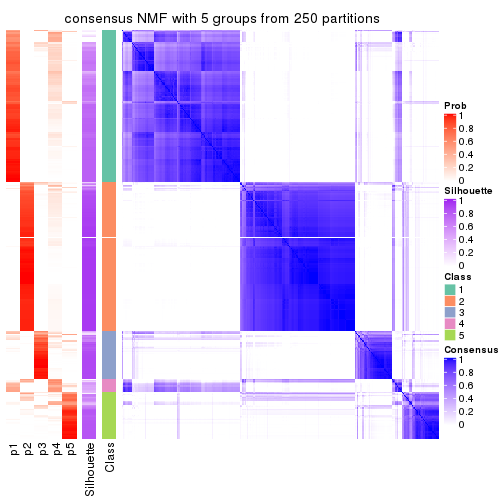 consensus NMF with 5 groups from 250 partitions
Prob
1
0.8
0.6
0.4
0.2
0
Silhouette
1
0.8
0.6
0.4
0.2
0
Class
1
2
3
4
5
Consensus
1
0.8
0.6
0.4
0.2
0
p1
p2
p3
p4
p5
Silhouette
Class